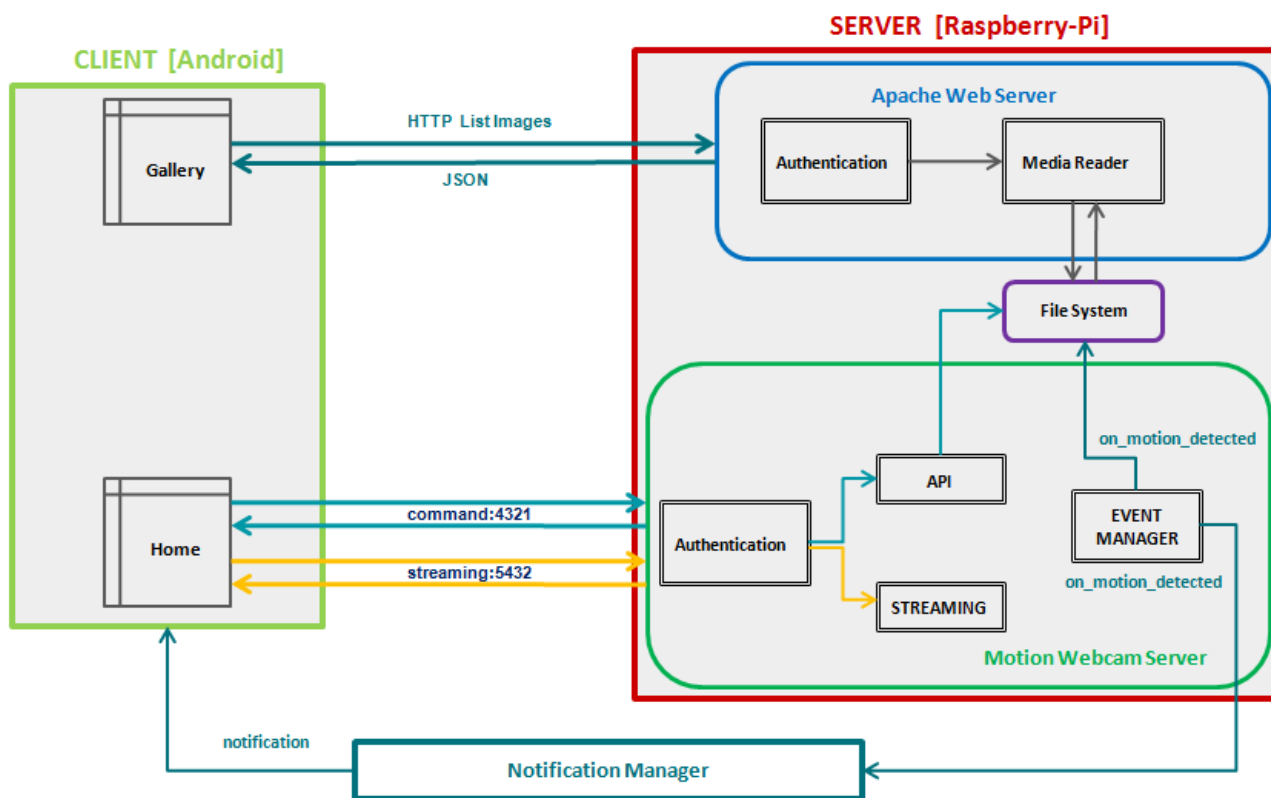 SERVER [Raspberry-Pi]
CLIENT [Android]
Apache Web Server
HTTP List Images
Gallery
JSON
Authentication
Media Reader
File System
on_motion_detected
API
command:4321
Home
streaming:5432
Authentication
EVENT
MANAGER
on_motion_detected
STREAMING
Motion Webcam Server
notification
Notification Manager